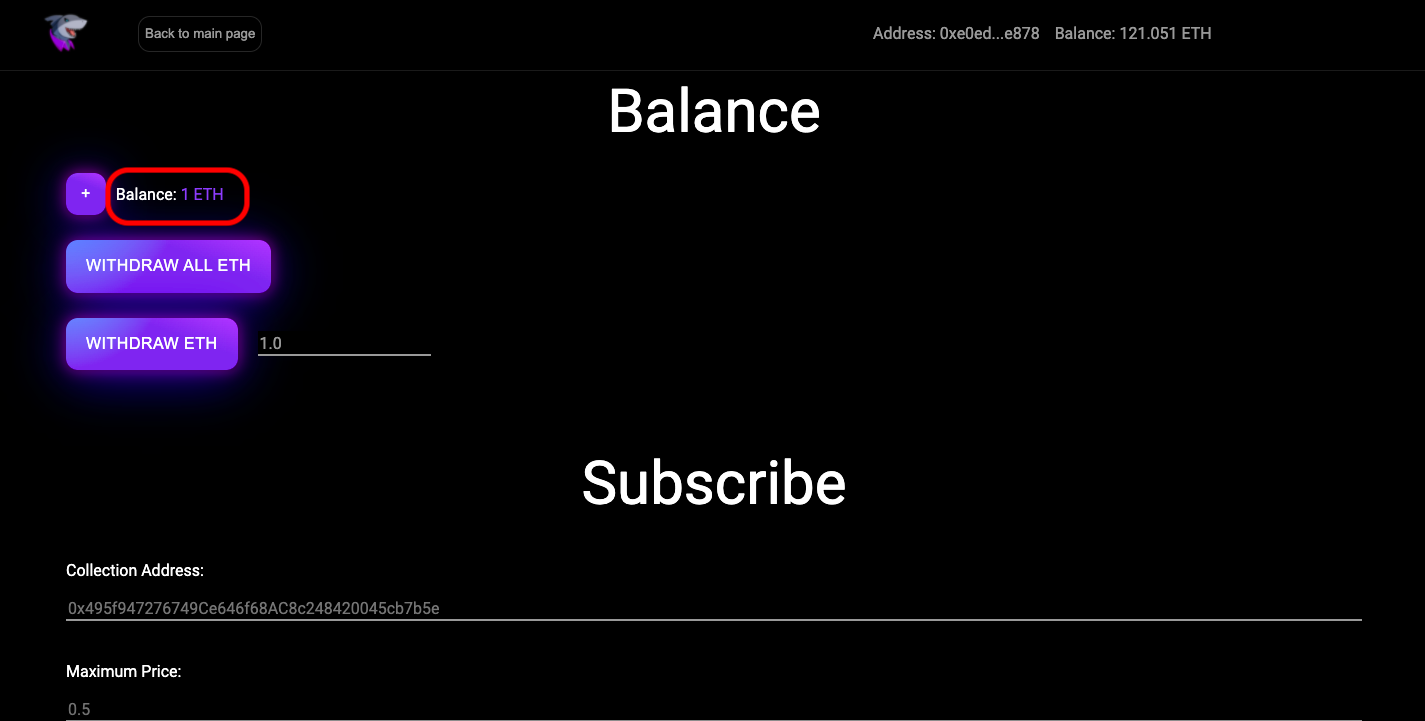 Back to main page
Address: 0xe0ed...e878 Balance: 121.051 ETH
Balance
+ Balance: 1 ETH
WITHDRAW ALL ETH
WITHDRAW ETH 1.0
Subscribe
Collection Address:
0x495f947276749Ce646f68AC8c248420045cb7b5e
Maximum Price:
0.5